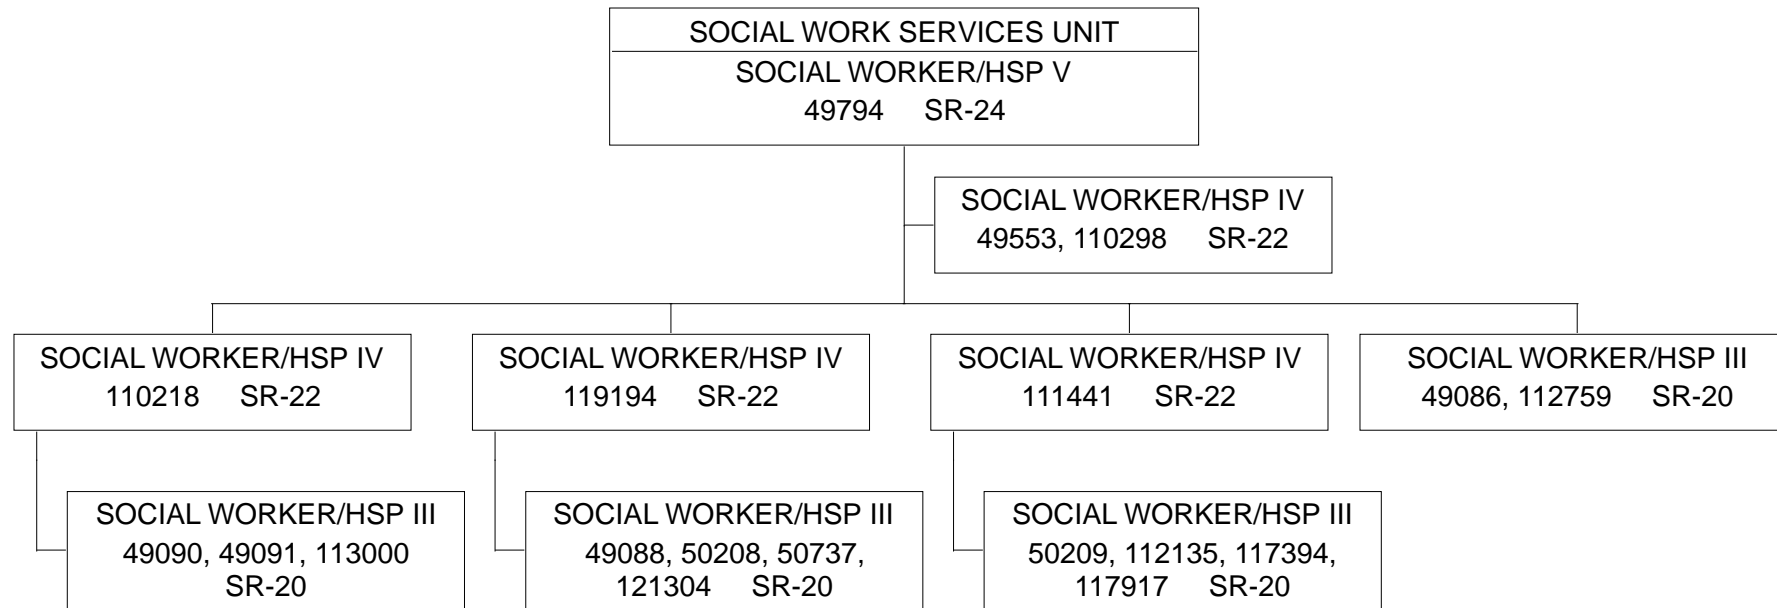 SOCIAL WORK SERVICES UNIT
SOCIAL WORKER/HSP V
49794 SR-24
SOCIAL WORKER/HSP IV
49553, 110298 SR-22
SOCIAL WORKER/HSP IV
110218 SR-22
SOCIAL WORKER/HSP IV
119194 SR-22
SOCIAL WORKER/HSP IV
111441 SR-22
SOCIAL WORKER/HSP III
49086, 112759 SR-20
SOCIAL WORKER/HSP III
49090, 49091, 113000
SR-20
SOCIAL WORKER/HSP III
49088, 50208, 50737,
121304 SR-20
SOCIAL WORKER/HSP III
50209, 112135, 117394,
117917 SR-20